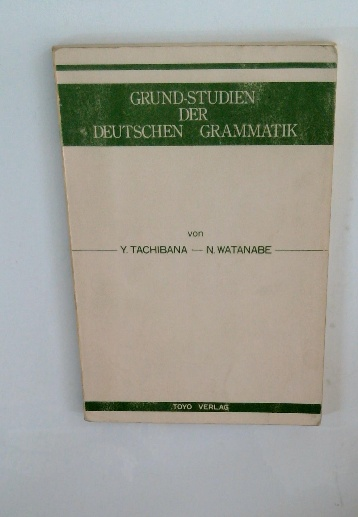 GRUND-STUDIEN
DER
DEUTSCHEN GRAMMATIK
von
Y. TACHIBANA — N. WATANABE
TOYO VERLAG